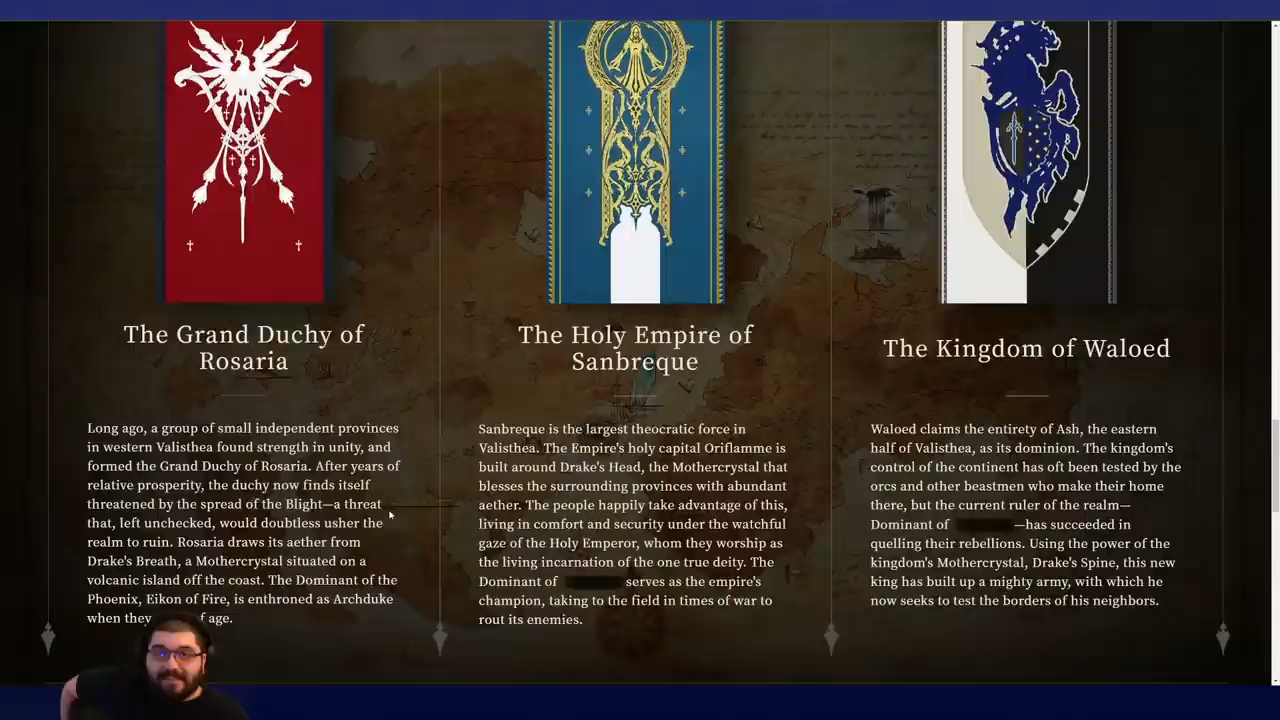 The Grand Duchy of
Rosaria
Long ago, a group of small independent provinces
in western Valisthea found strength in unity, and
formed the Grand Duchy of Rosaria. After years of
relative prosperity, the duchy now finds itself
threatened by the spread of the Blight—a threat
that, left unchecked, would doubtless usher the
realm to ruin. Rosaria draws its aether from
Drake's Breath, a Mothercrystal situated on a
volcanic island off the coast. The Dominant of the
Phoenix, Eikon of Fire, is enthroned as Archduke
when they f age.
The Holy Empire of
Sanbreque
Sanbreque is the largest theocratic force in
Valisthea. The Empire's holy capital Oriflamme is
built around Drake's Head, the Mothercrystal that
blesses the surrounding provinces with abundant
aether. The people happily take advantage of this,
living in comfort and security under the watchful
gaze of the Holy Emperor, whom they worship as
the living incarnation of the one true deity. The
Dominant of serves as the empire's
champion, taking to the field in times of war to
rout its enemies.
The Kingdom of Waloed
Waloed claims the entirety of Ash, the eastern
half of Valisthea, as its dominion. The kingdom's
control of the continent has oft been tested by the
orcs and other beastmen who make their home
there, but the current ruler of the realm—
Dominant of —has succeeded in
quelling their rebellions. Using the power of the
kingdom's Mothercrystal, Drake's Spine, this new
king has built up a mighty army, with which he
now seeks to test the borders of his neighbors.